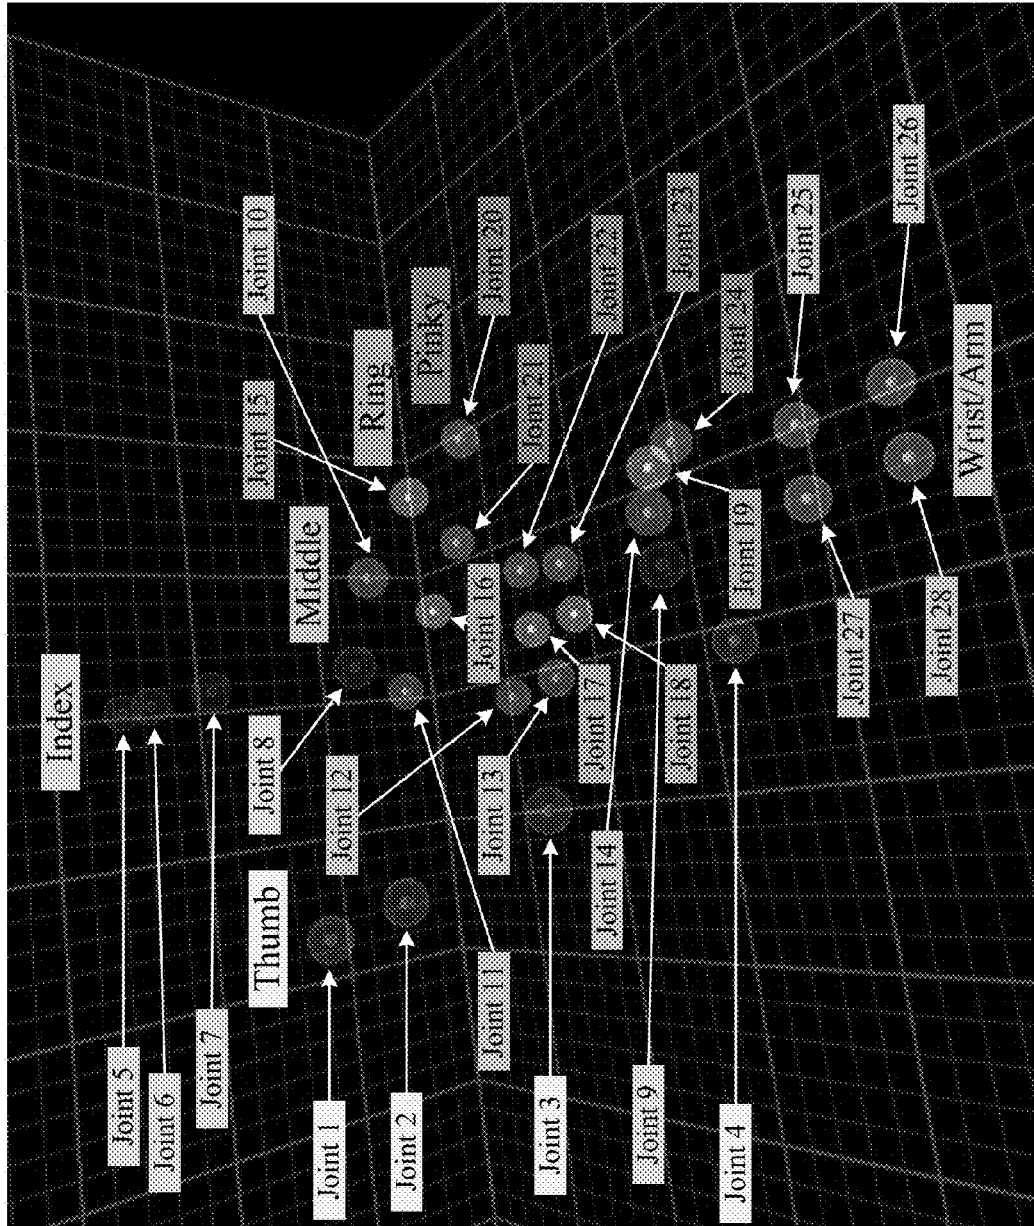 Index
Joint 5
Joint 6
Joint 7
Thumb
Joint 1
Joint 2
Joint 3
Joint 9
Joint 4
Joint 8
Joint 12
Joint 13
Joint 11
Joint 14
Middle
Joint 10
Joint 15
Ring
Pinky
Joint 20
Joint 21
Joint 22
Joint 23
Joint 24
Joint 16
Joint 17
Joint 18
Joint 19
Joint 25
Joint 26
Joint 27
Joint 28
Wrist/Arm